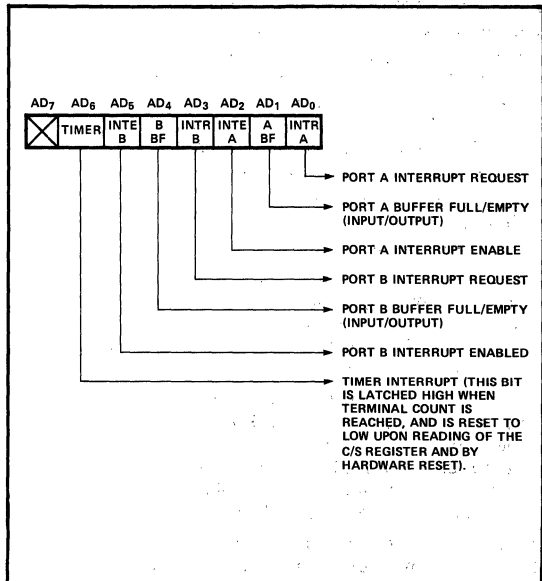 AD7 AD6 AD5 AD4 AD3 AD2 AD1 AD0
TIMER INTE B B BF INTR B INTE A A BF INTR A
PORT A INTERRUPT REQUEST
PORT A BUFFER FULL/EMPTY
(INPUT/OUTPUT)
PORT A INTERRUPT ENABLE
PORT B INTERRUPT REQUEST
PORT B BUFFER FULL/EMPTY
(INPUT/OUTPUT)
PORT B INTERRUPT ENABLED
TIMER INTERRUPT (THIS BIT
IS LATCHED HIGH WHEN
TERMINAL COUNT IS
REACHED, AND IS RESET TO
LOW UPON READING OF THE
C/S REGISTER AND BY
HARDWARE RESET).